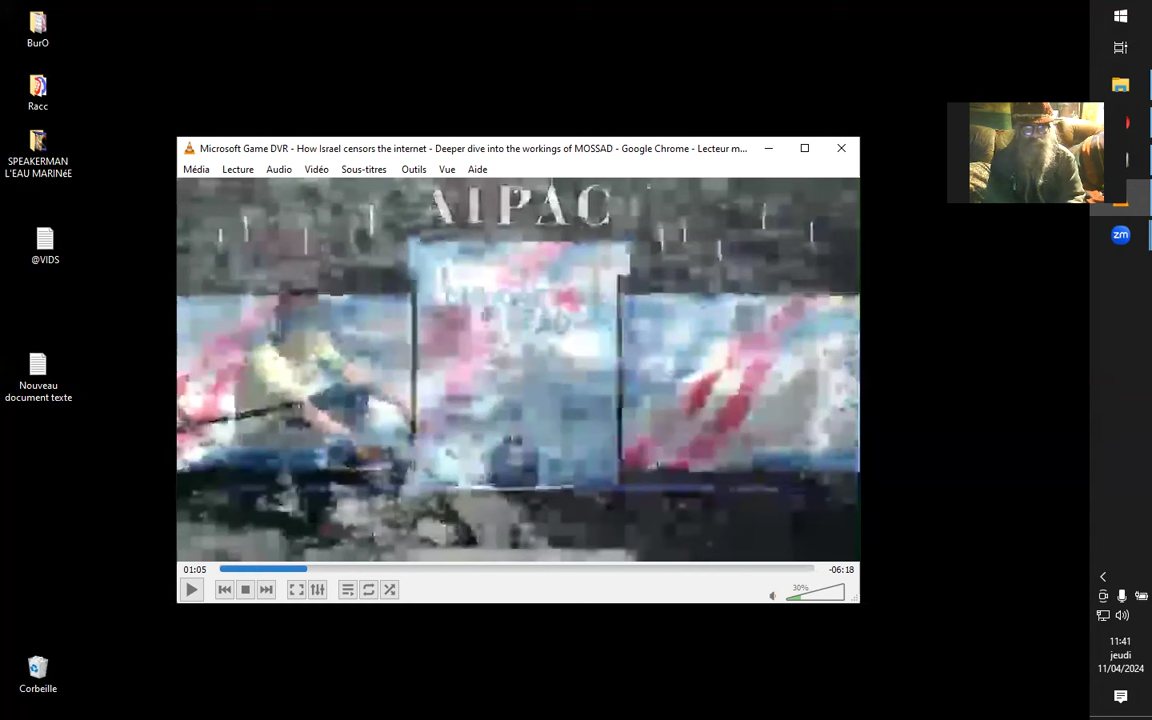 BurO
Racc
SPEAKERMAN
L'EAU MARINéE
@VIDS
Nouveau
document texte
Corbeille
Microsoft Game DVR - How Israel censors the internet - Deeper dive into the workings of MOSSAD - Google Chrome - Lecteur m...
Média Lecture Audio Vidéo Sous-titres Outils Vue Aide
AIPAC
01:05
-06:18
30%
zm
11:41
jeudi
11/04/2024